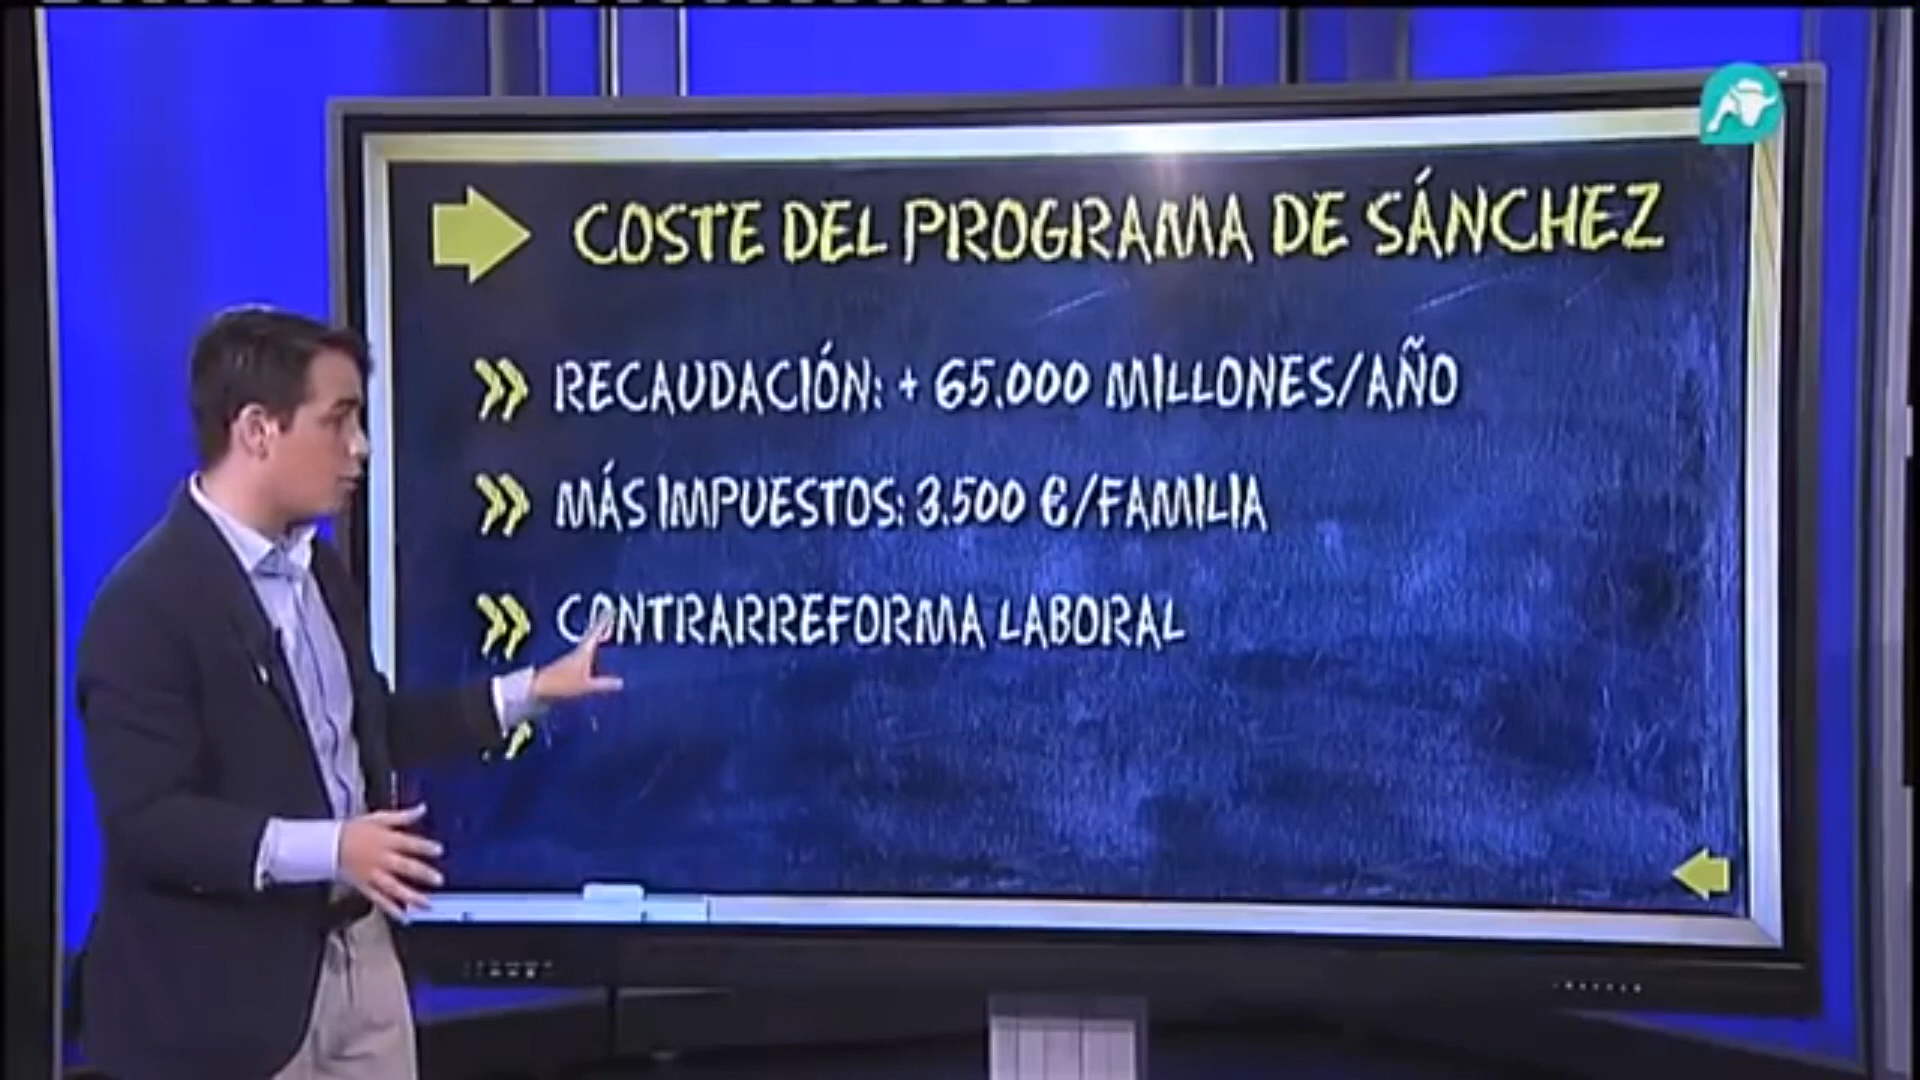 COSTE DEL PROGRAMA DE SÁNCHEZ
RECAUDACIÓN: + 65.000 MILLONES/AÑO
MÁS IMPUESTOS: 3.500 €/FAMILIA
CONTRARREFORMA LABORAL